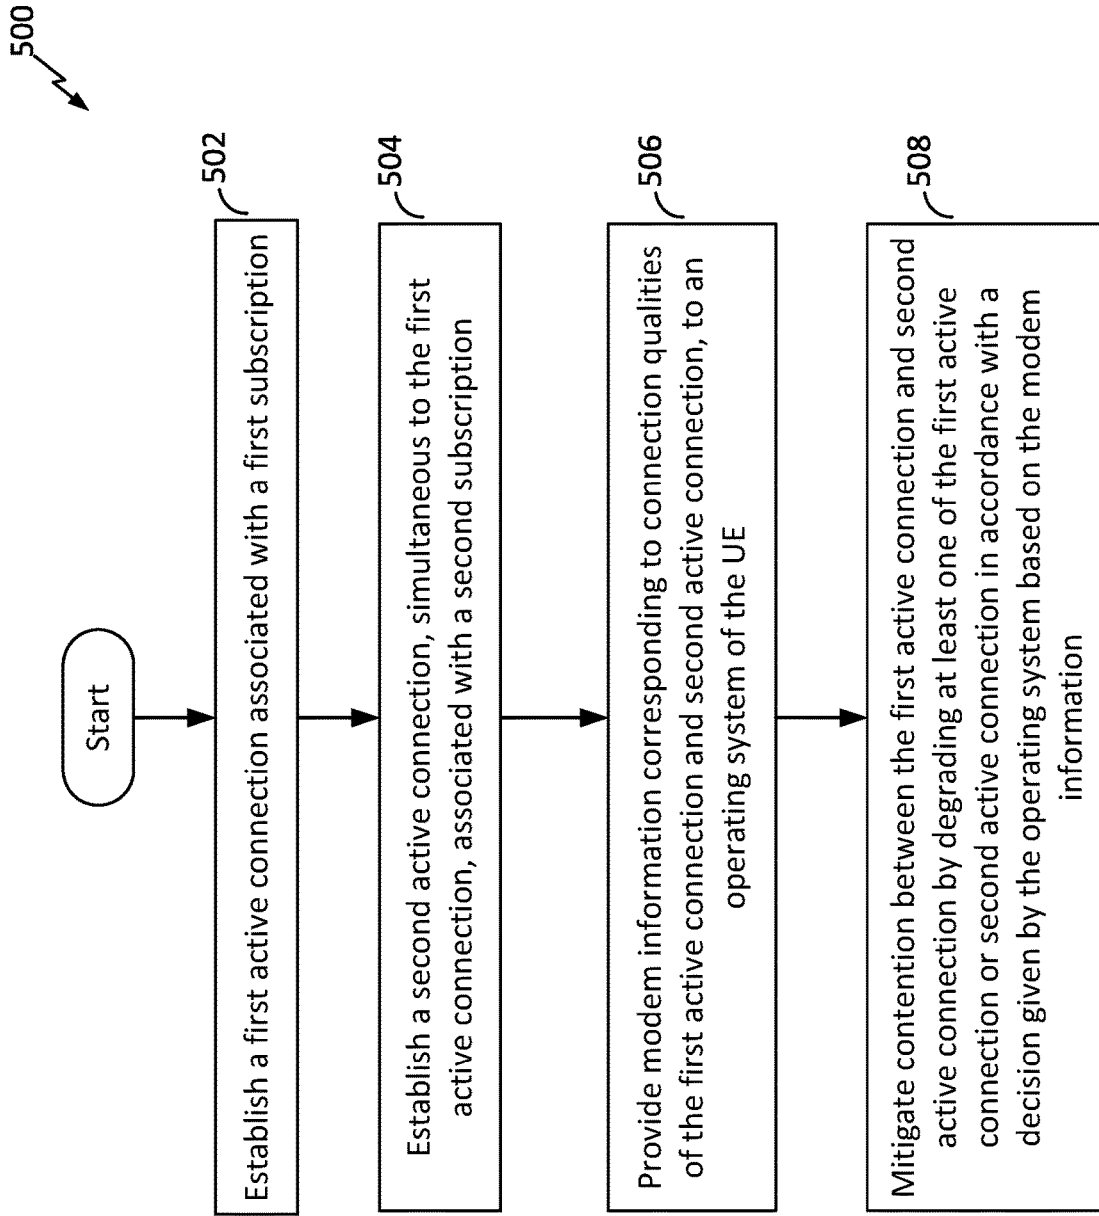 500
Start
502
Establish a first active connection associated with a first subscription
504
Establish a second active connection, simultaneous to the first
active connection, associated with a second subscription
506
Provide modem information corresponding to connection qualities
of the first active connection and second active connection, to an
operating system of the UE
508
Mitigate contention between the first active connection and second
active connection by degrading at least one of the first active
connection or second active connection in accordance with a
decision given by the operating system based on the modem
information